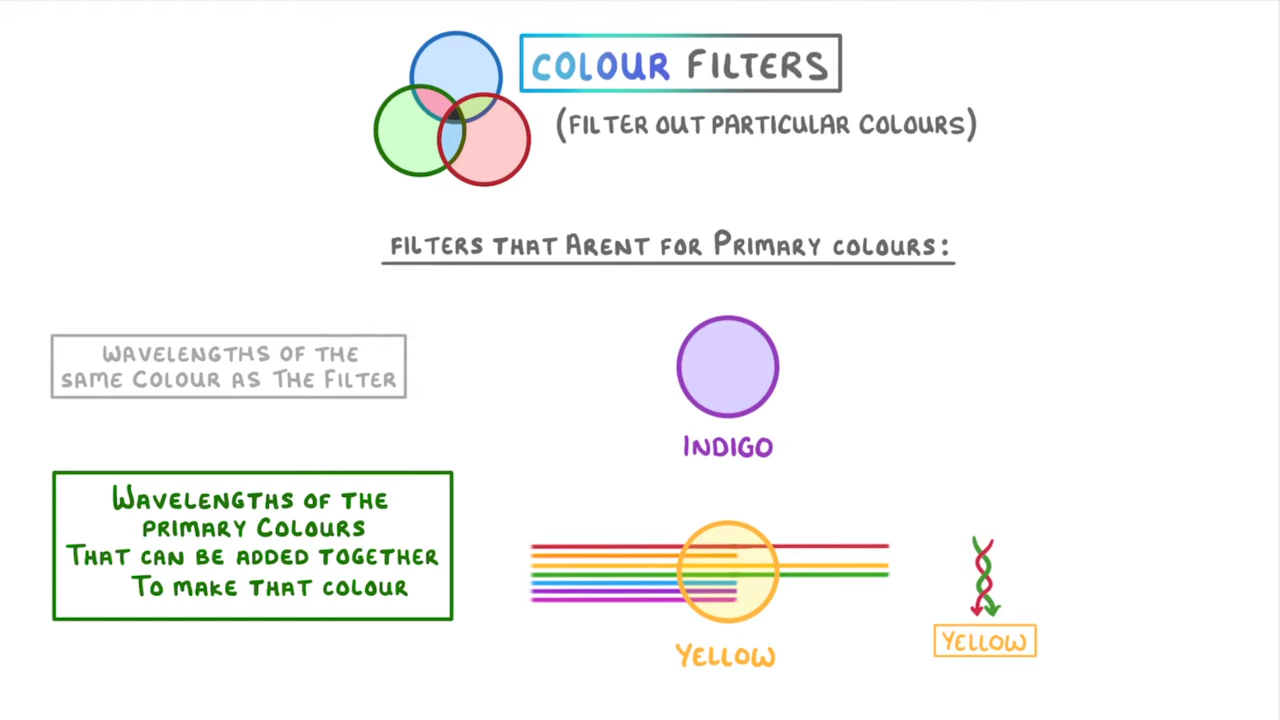 COLOUR FILTERS
(FILTER OUT PARTICULAR COLOURS)
FILTERS THAT ARENT FOR PRIMARY COLOURS:
WAVELENGTHS OF THE
SAME COLOUR AS THE FILTER
INDIGO
WAVELENGTHS OF THE
PRIMARY COLOURS
THAT CAN BE ADDED TOGETHER
TO MAKE THAT COLOUR
YELLOW
YELLOW